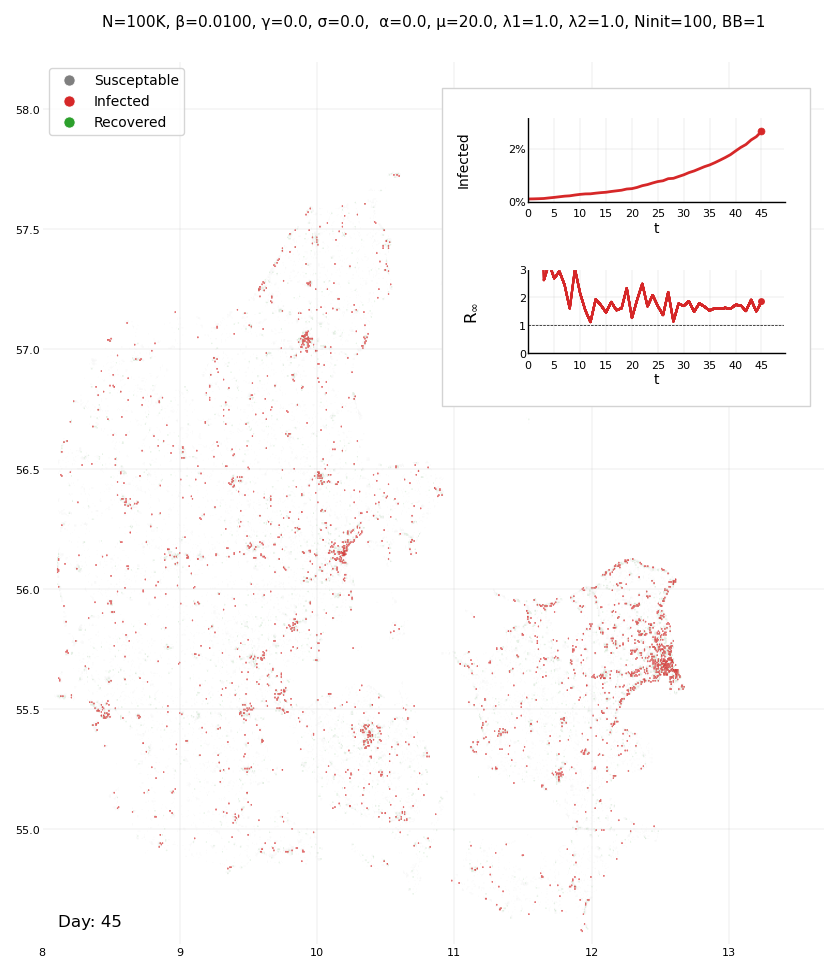 N=100K, β=0.0100, γ=0.0, σ=0.0,  α=0.0, μ=20.0, λ1=1.0, λ2=1.0, Ninit=100, BB=1
Susceptable
Infected
Recovered
58.0
57.5
57.0
56.5
56.0
55.5
55.0
8 9 10 11 12 13
Day: 45
Infected
2%
0%
0 5 10 15 20 25 30 35 40 45
t
R∞
3
2
1
0
0 5 10 15 20 25 30 35 40 45
t